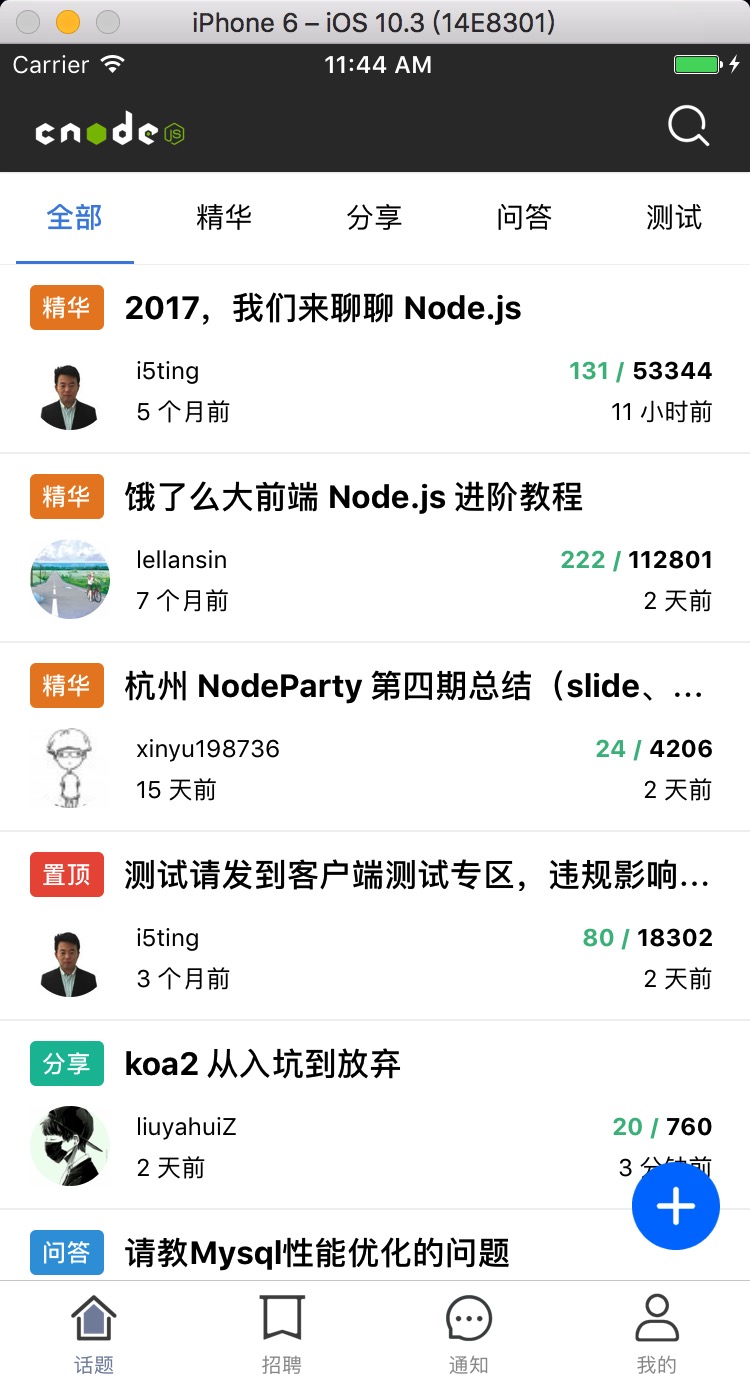 iPhone 6 – iOS 10.3 (14E8301)
Carrier 11:44 AM
cnode JS
全部 精华 分享 问答 测试
精华 2017，我们来聊聊 Node.js
i5ting 131 / 53344
5 个月前 11 小时前
精华 饿了么大前端 Node.js 进阶教程
lellansin 222 / 112801
7 个月前 2 天前
精华 杭州 NodeParty 第四期总结（slide、...
xinyu198736 24 / 4206
15 天前 2 天前
置顶 测试请发到客户端测试专区，违规影响...
i5ting 80 / 18302
3 个月前 2 天前
分享 koa2 从入坑到放弃
liuyahuiZ 20 / 760
2 天前 3 分钟前
问答 请教Mysql性能优化的问题
话题 招聘 通知 我的